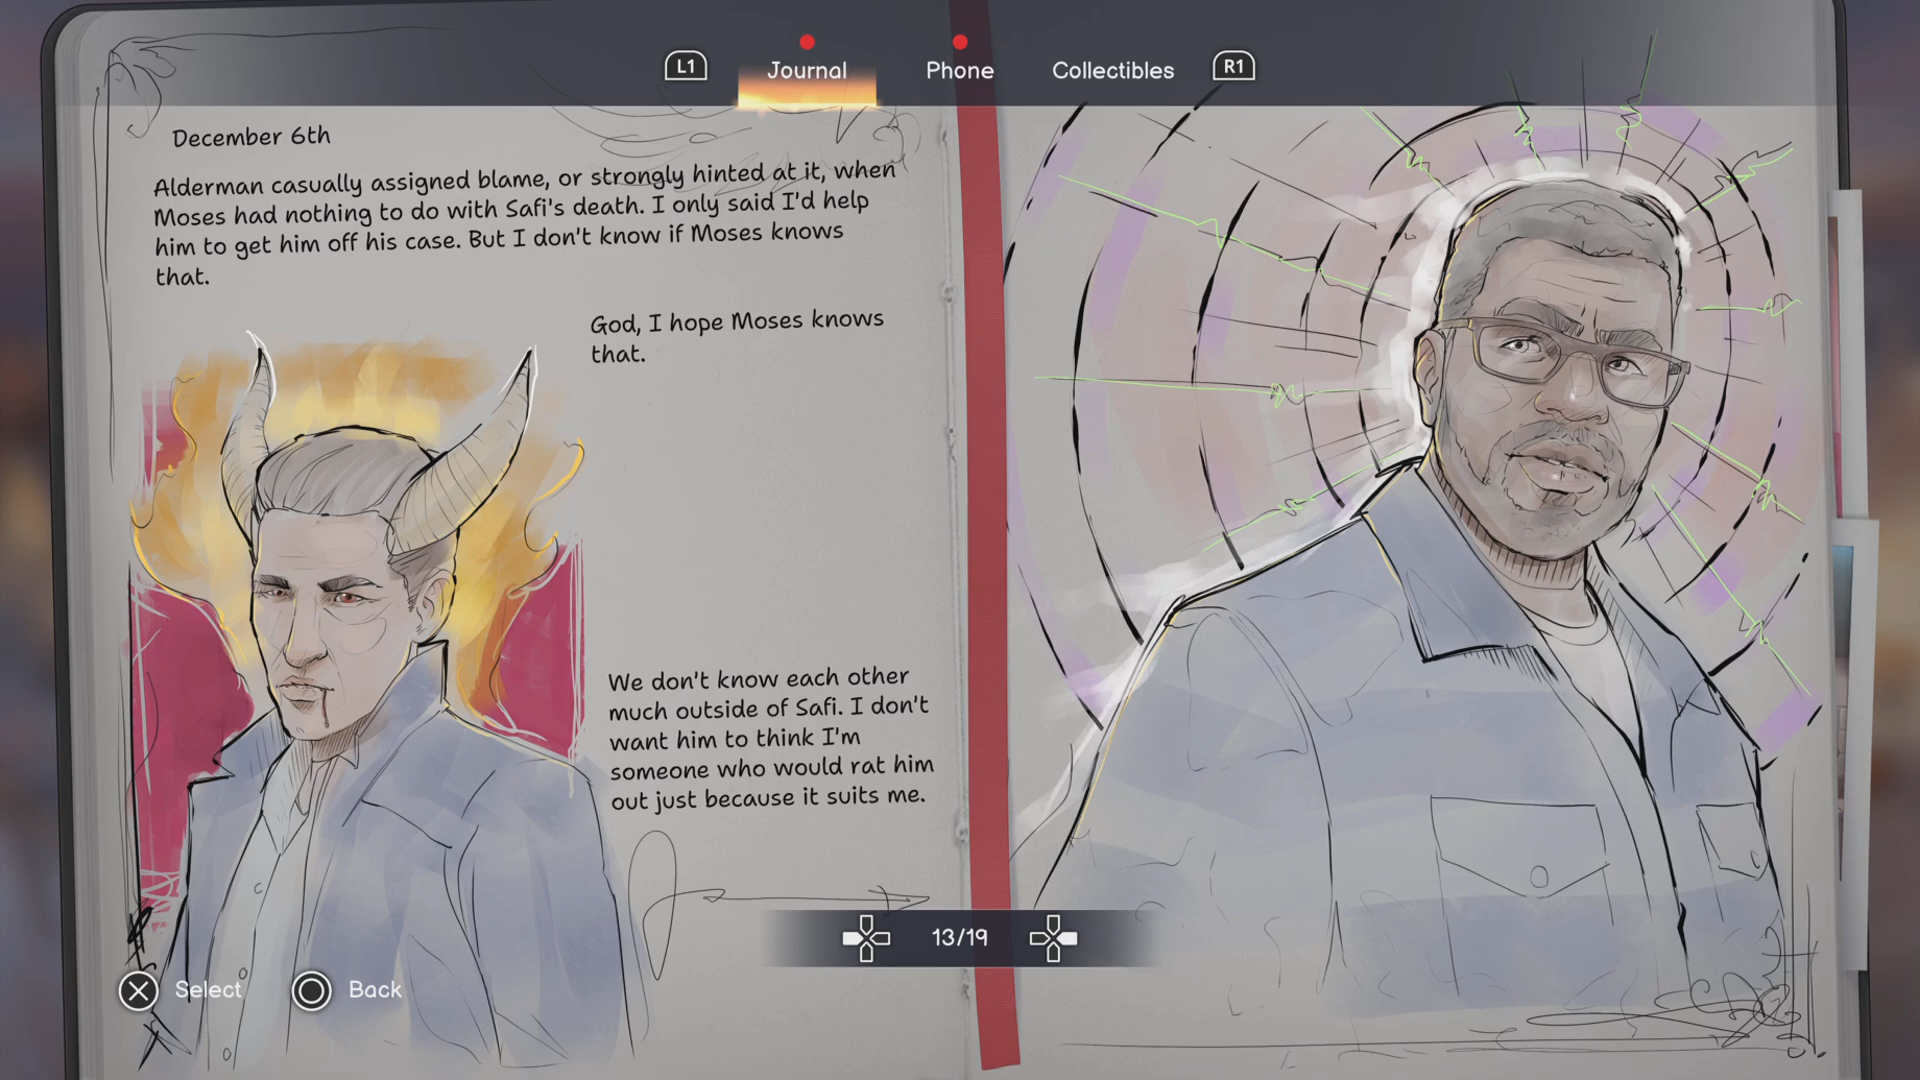 L1 Journal Phone Collectibles R1
December 6th
Alderman casually assigned blame, or strongly hinted at it, when
Moses had nothing to do with Safi's death. I only said I'd help
him to get him off his case. But I don't know if Moses knows
that.
God, I hope Moses knows
that.
We don't know each other
much outside of Safi. I don't
want him to think I'm
someone who would rat him
out just because it suits me.
13/19
Select Back